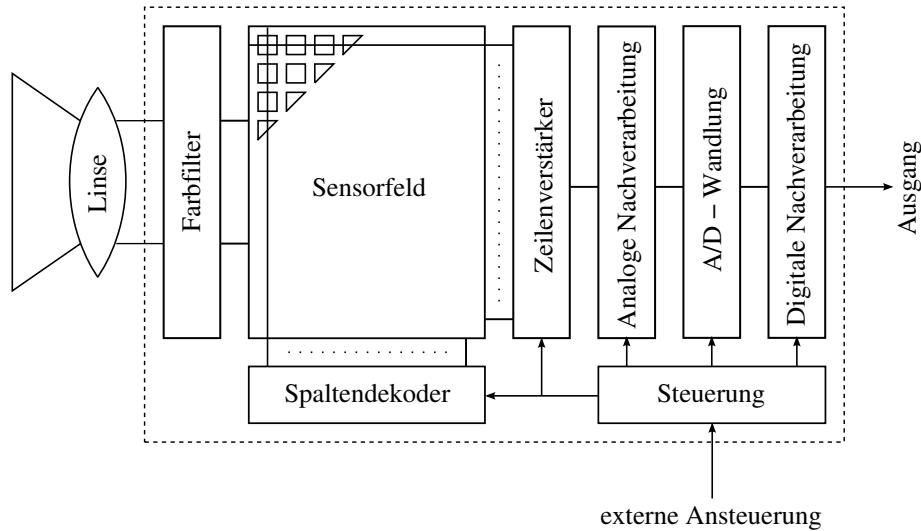 Linse
Farbfilter
Sensorfeld
Zeilenverstärker
Analoge Nachverarbeitung
A/D – Wandlung
Digitale Nachverarbeitung
Ausgang
Spaltendekoder
Steuerung
externe Ansteuerung